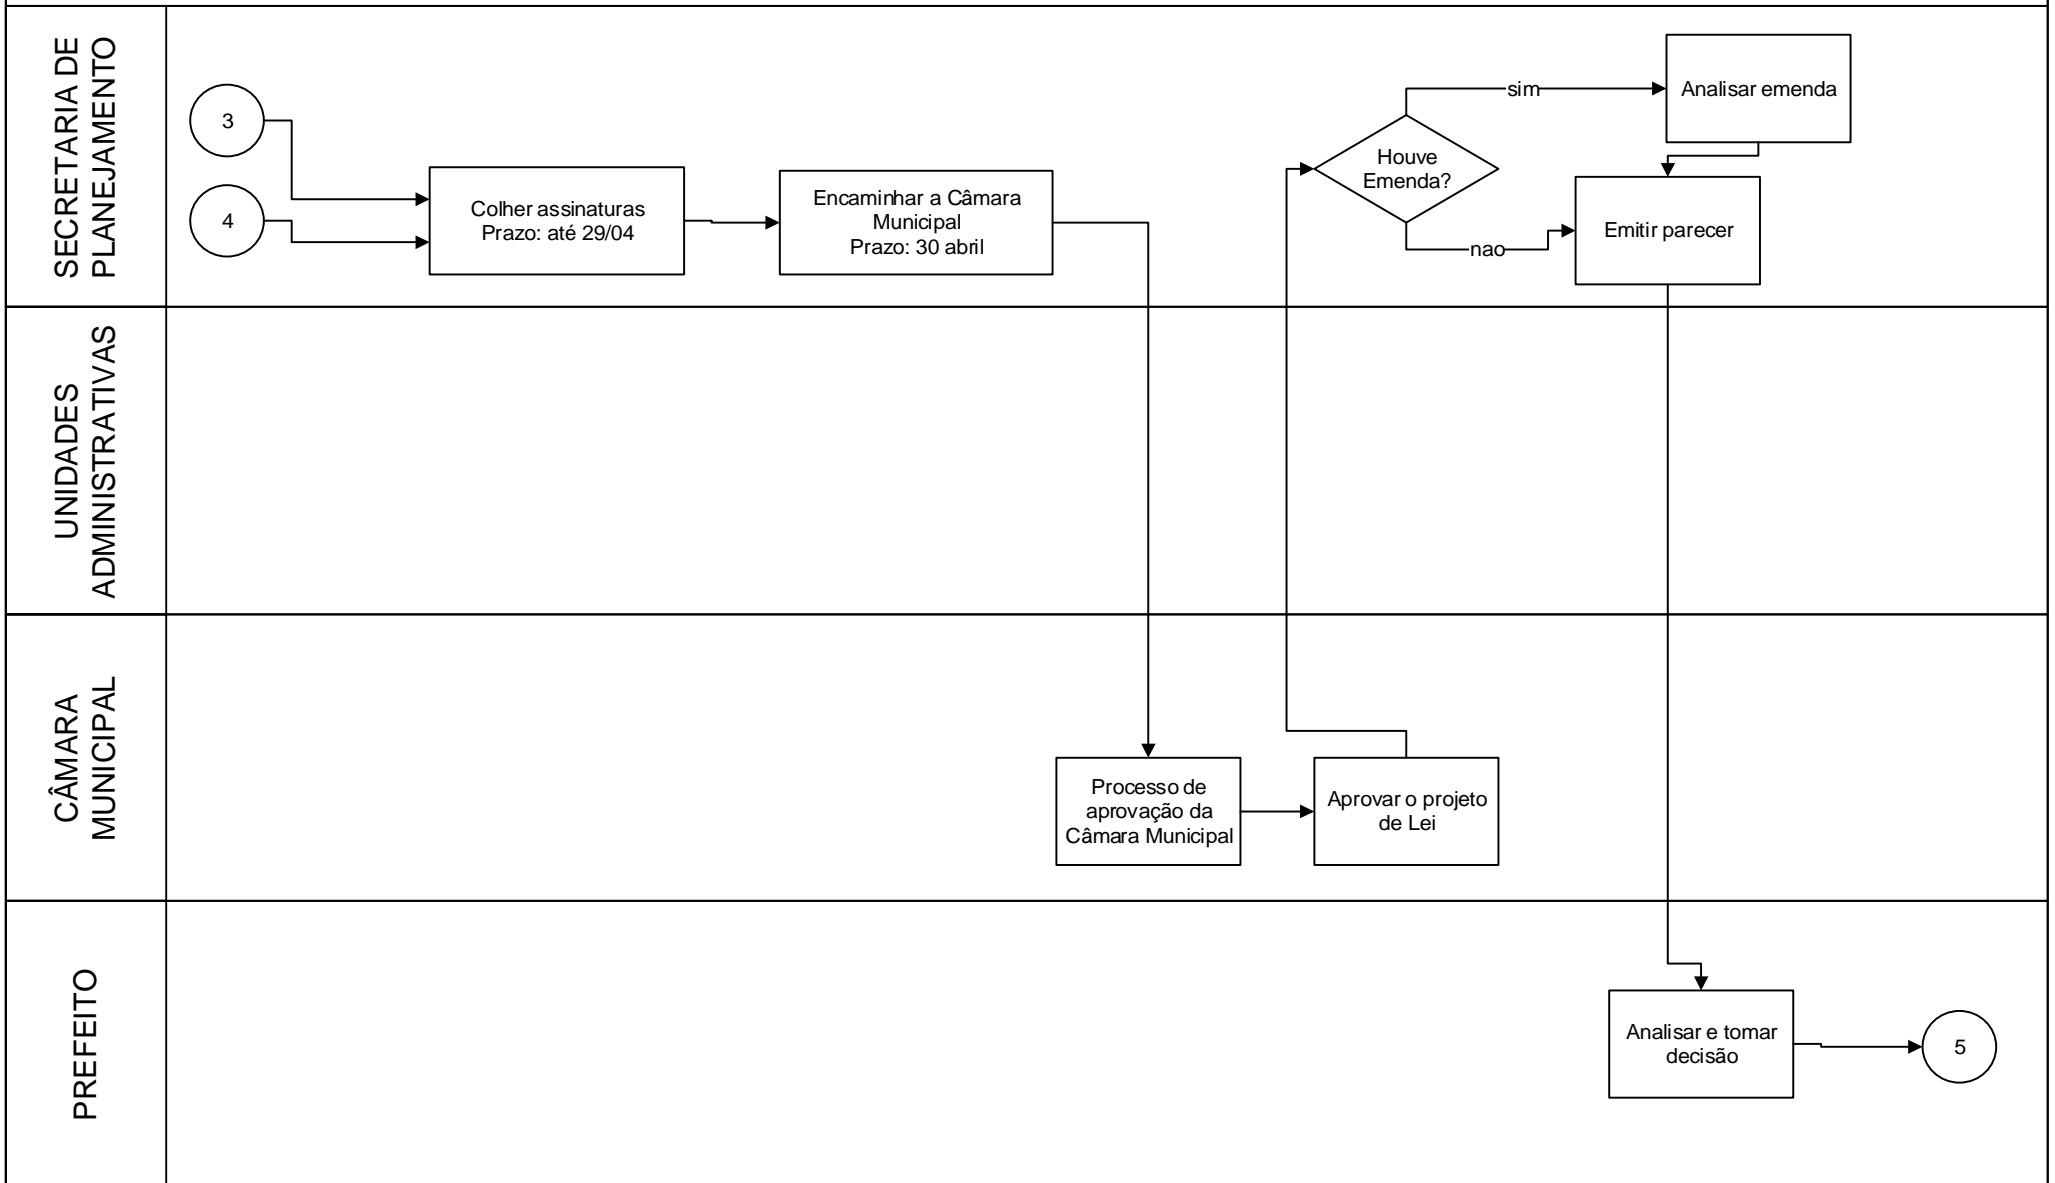 SECRETARIA DE
PLANEJAMENTO
3
4
Colher assinaturas
Prazo: até 29/04
Encaminhar a Câmara
Municipal
Prazo: 30 abril
Houve
Emenda?
sim
nao
Analisar emenda
Emitir parecer
UNIDADES
ADMINISTRATIVAS
CÂMARA
MUNICIPAL
Processo de
aprovação da
Câmara Municipal
Aprovar o projeto
de Lei
PREFEITO
Analisar e tomar
decisão
5